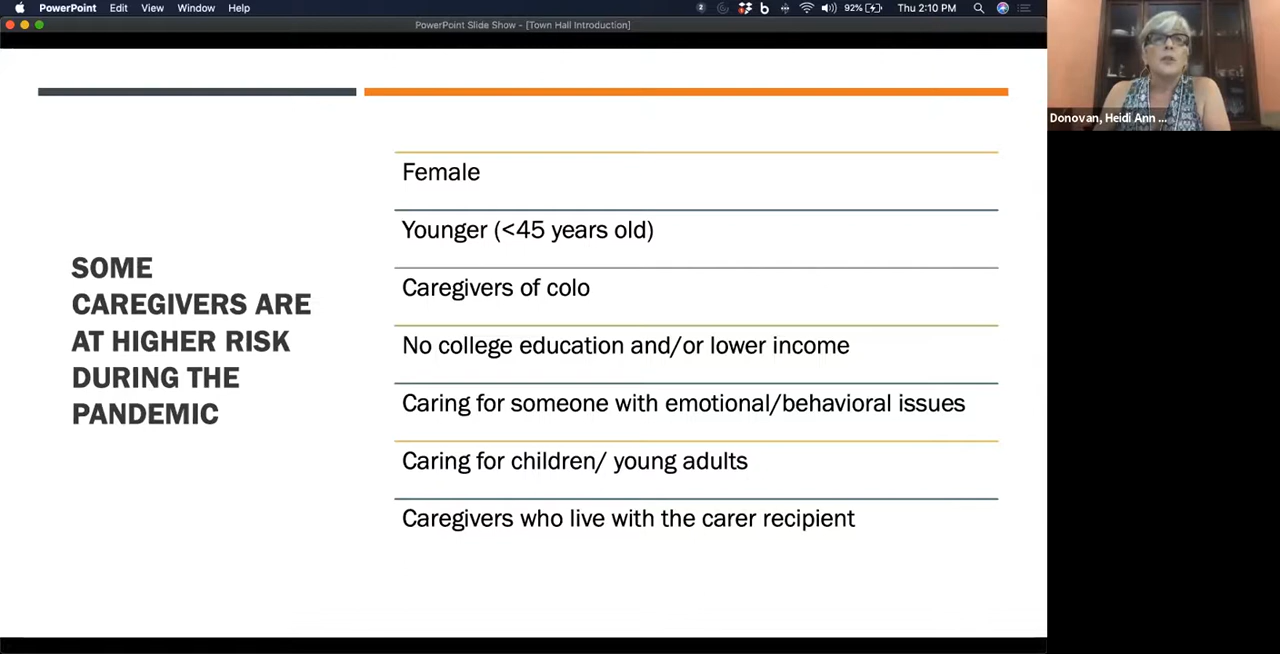 PowerPoint Edit View Window Help 2 92% Thu 2:10 PM
PowerPoint Slide Show - [Town Hall Introduction]
Donovan, Heidi Ann ...
SOME
CAREGIVERS ARE
AT HIGHER RISK
DURING THE
PANDEMIC
Female
Younger (<45 years old)
Caregivers of colo
No college education and/or lower income
Caring for someone with emotional/behavioral issues
Caring for children/ young adults
Caregivers who live with the carer recipient